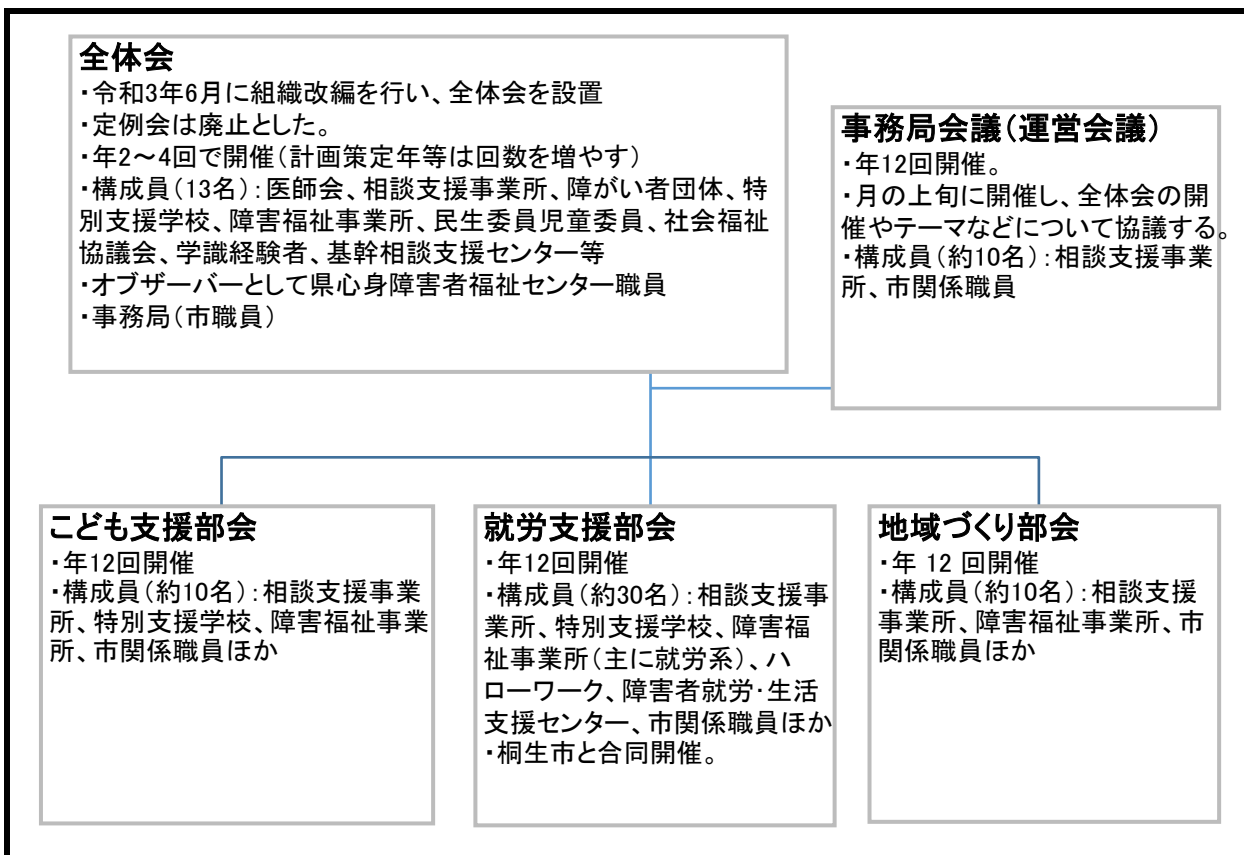 全体会
・令和3年6月に組織改編を行い、全体会を設置
・定例会は廃止とした。
・年2～4回で開催（計画策定年等は回数を増やす）
・構成員（13名）：医師会、相談支援事業所、障がい者団体、特
別支援学校、障害福祉事業所、民生委員児童委員、社会福祉
協議会、学識経験者、基幹相談支援センター等
・オブザーバーとして県心身障害者福祉センター職員
・事務局（市職員）
事務局会議（運営会議）
・年12回開催。
・月の上旬に開催し、全体会の開
催やテーマなどについて協議する。
・構成員（約10名）：相談支援事業
所、市関係職員
こども支援部会
・年12回開催
・構成員（約10名）：相談支援事業
所、特別支援学校、障害福祉事業
所、市関係職員ほか
就労支援部会
・年12回開催
・構成員（約30名）：相談支援事
業所、特別支援学校、障害福
祉事業所（主に就労系）、ハ
ローワーク、障害者就労・生活
支援センター、市関係職員ほか
・桐生市と合同開催。
地域づくり部会
・年 12 回開催
・構成員（約10名）：相談支援
事業所、障害福祉事業所、市
関係職員ほか